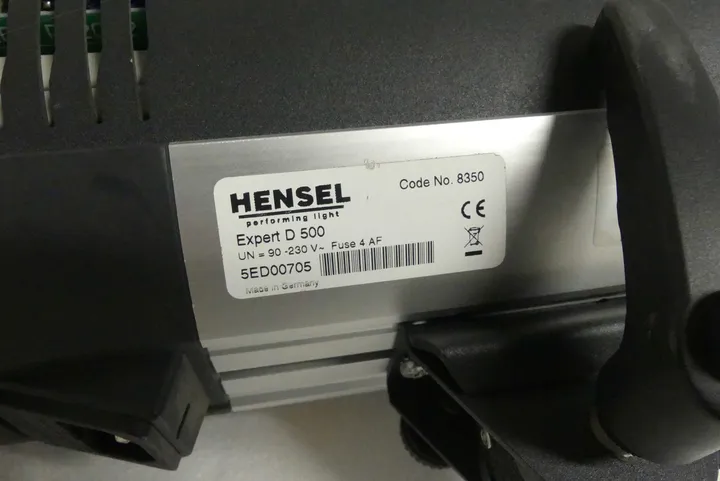 HENSEL
performing light
Code No. 8350
Expert D 500
UN = 90 -230 V~ Fuse 4 AF
5ED00705
Made in Germany
CE